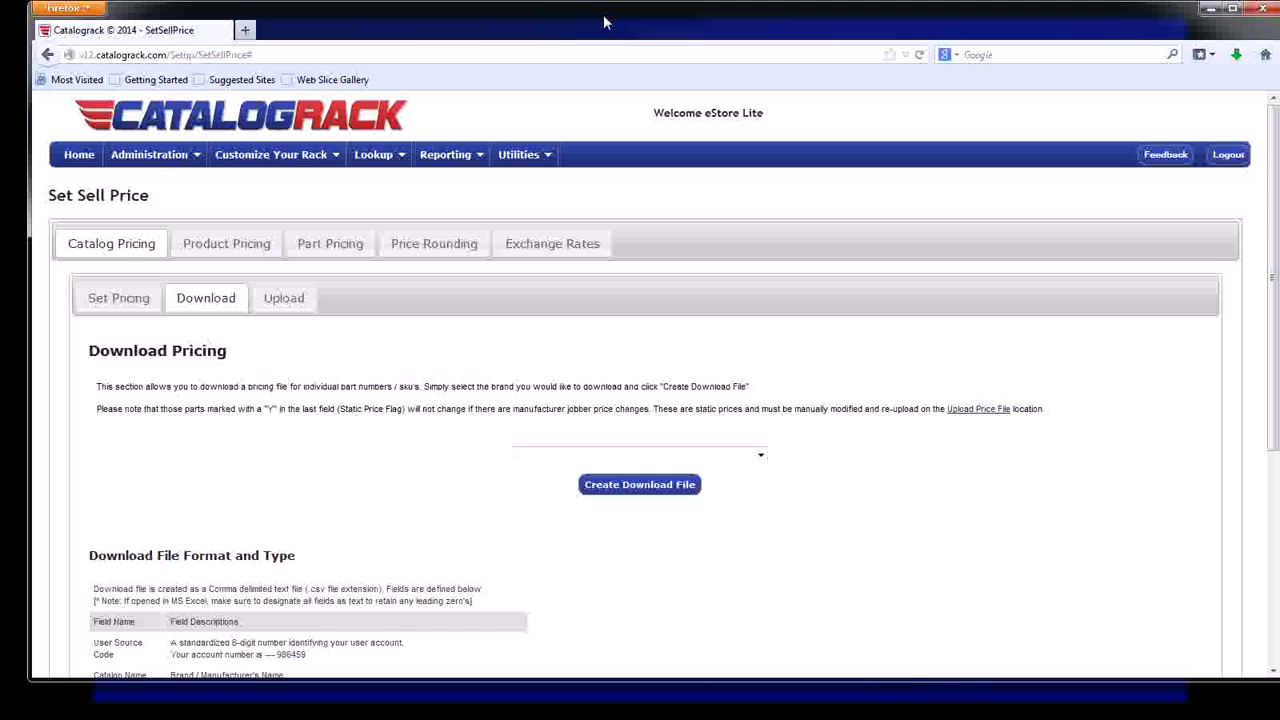 Firefox
Catalograck © 2014 - SetSellPrice
v12.catalograck.com/Setup/SetSellPrice#
Google
Most Visited
Getting Started
Suggested Sites
Web Slice Gallery
CATALOGRACK
Welcome eStore Lite
Home
Administration
Customize Your Rack
Lookup
Reporting
Utilities
Feedback
Logout
Set Sell Price
Catalog Pricing
Product Pricing
Part Pricing
Price Rounding
Exchange Rates
Set Pricing
Download
Upload
Download Pricing
This section allows you to download a pricing file for individual part numbers / sku's. Simply select the brand you would like to download and click "Create Download File"
Please note that those parts marked with a "Y" in the last field (Static Price Flag) will not change if there are manufacturer jobber price changes. These are static prices and must be manually modified and re-upload on the Upload Price File location.
Create Download File
Download File Format and Type
Download file is created as a Comma delimited text file (.csv file extension). Fields are defined below
[* Note: If opened in MS Excel, make sure to designate all fields as text to retain any leading zero's]
Field Name
Field Descriptions
User Source Code
A standardized 6-digit number identifying your user account.
Your account number is --- 986459
Catalog Name
Brand / Manufacturer's Name